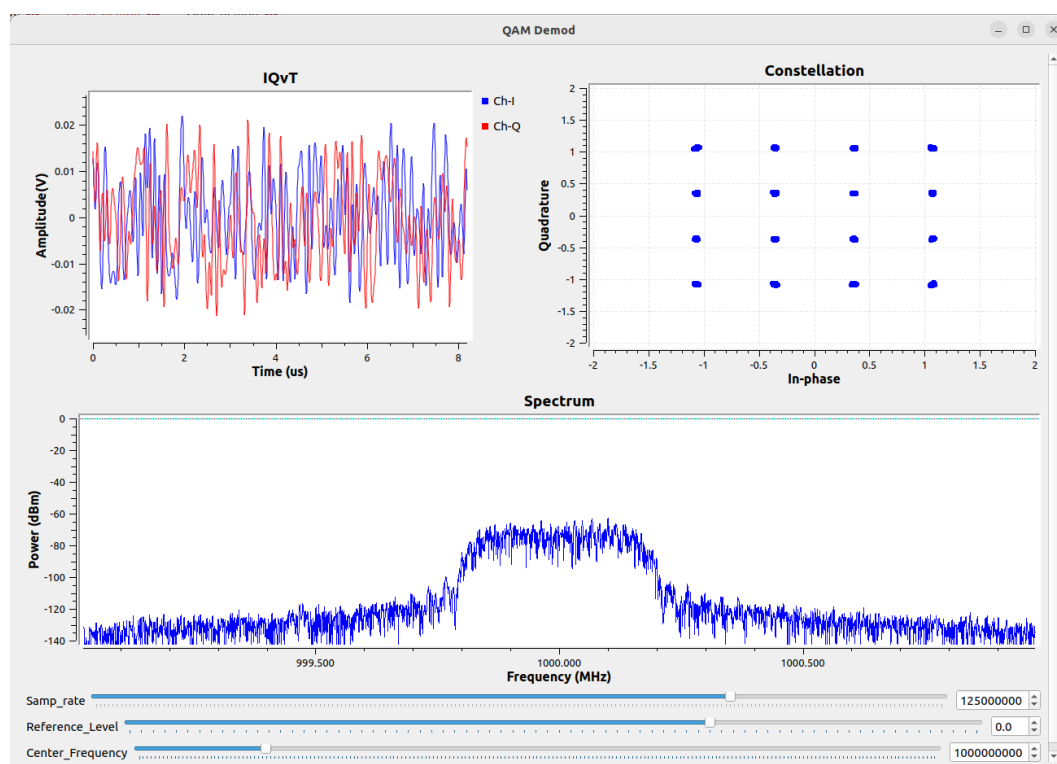 QAM Demod
IQvT
0.02
0.01
0
-0.01
-0.02
Amplitude(V)
0 2 4 6 8
Time (us)
Ch-I
Ch-Q
Constellation
2
1.5
1
0.5
0
-0.5
-1
-1.5
-2
Quadrature
-2 -1.5 -1 -0.5 0 0.5 1 1.5 2
In-phase
Spectrum
0
-20
-40
-60
-80
-100
-120
-140
Power (dBm)
999.500 1000.000 1000.500
Frequency (MHz)
Samp_rate 125000000
Reference_Level 0.0
Center_Frequency 1000000000